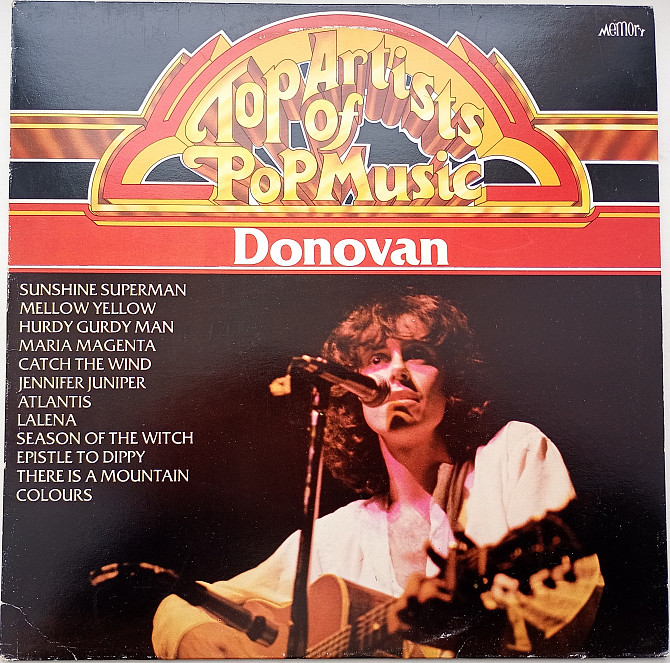 Memory
Top Artists
of
Pop Music
Donovan
SUNSHINE SUPERMAN
MELLOW YELLOW
HURDY GURDY MAN
MARIA MAGENTA
CATCH THE WIND
JENNIFER JUNIPER
ATLANTIS
LALENA
SEASON OF THE WITCH
EPISTLE TO DIPPY
THERE IS A MOUNTAIN
COLOURS